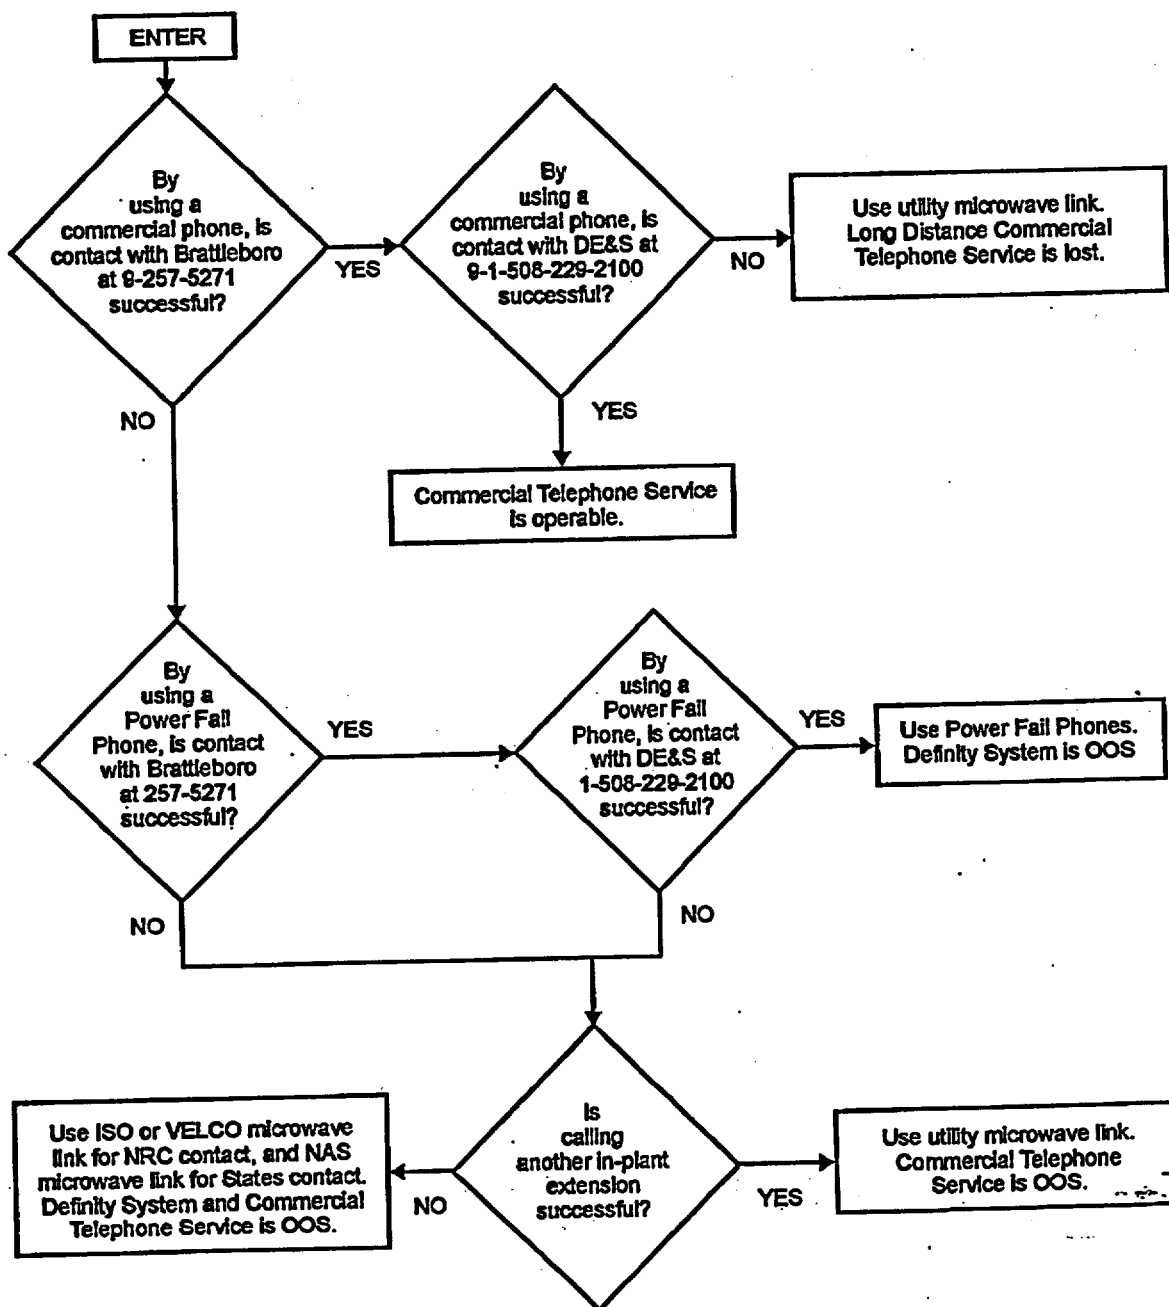 ENTER
By
using a
commercial phone, is
contact with Brattleboro
at 9-257-5271
successful?
YES
NO
By
using a
commercial phone, is
contact with DE&S at
9-1-508-229-2100
successful?
NO
YES
Use utility microwave link.
Long Distance Commercial
Telephone Service is lost.
Commercial Telephone Service
is operable.
By
using a
Power Fail
Phone, is contact
with Brattleboro
at 257-5271
successful?
YES
NO
By
using a
Power Fail
Phone, is contact
with DE&S at
1-508-229-2100
successful?
YES
NO
Use Power Fail Phones.
Definity System is OOS
Is
calling
another in-plant
extension
successful?
NO
YES
Use ISO or VELCO microwave
link for NRC contact, and NAS
microwave link for States contact.
Definity System and Commercial
Telephone Service is OOS.
Use utility microwave link.
Commercial Telephone
Service is OOS.